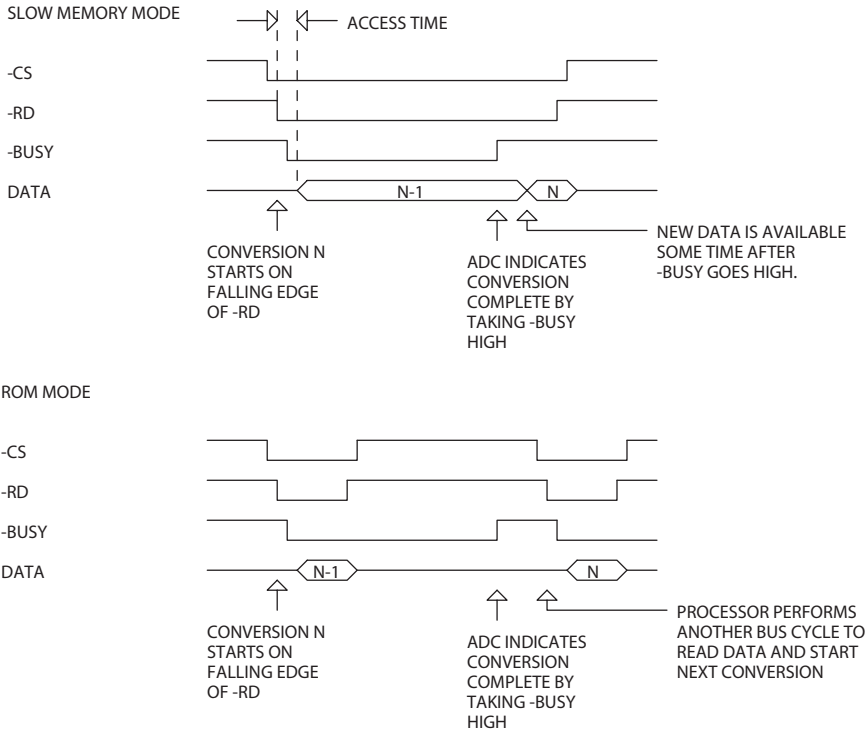 SLOW MEMORY MODE
ACCESS TIME
-CS
-RD
-BUSY
DATA
N-1
N
CONVERSION N
STARTS ON
FALLING EDGE
OF -RD
ADC INDICATES
CONVERSION
COMPLETE BY
TAKING -BUSY
HIGH
NEW DATA IS AVAILABLE
SOME TIME AFTER
-BUSY GOES HIGH.
ROM MODE
-CS
-RD
-BUSY
DATA
N-1
N
CONVERSION N
STARTS ON
FALLING EDGE
OF -RD
ADC INDICATES
CONVERSION
COMPLETE BY
TAKING -BUSY
HIGH
PROCESSOR PERFORMS
ANOTHER BUS CYCLE TO
READ DATA AND START
NEXT CONVERSION